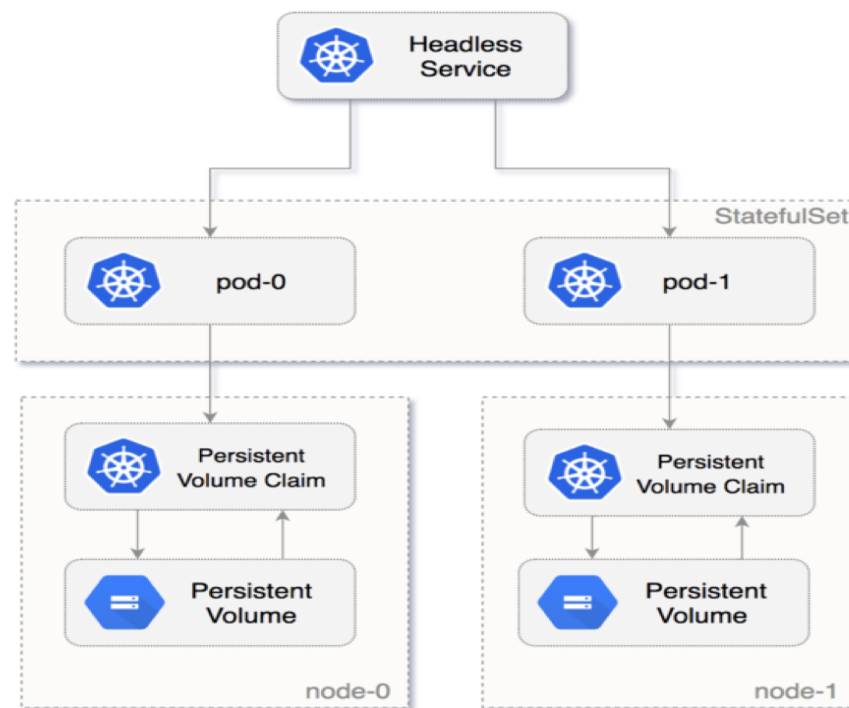 Headless
Service
StatefulSet
pod-0
pod-1
Persistent
Volume Claim
Persistent
Volume Claim
Persistent
Volume
Persistent
Volume
node-0
node-1